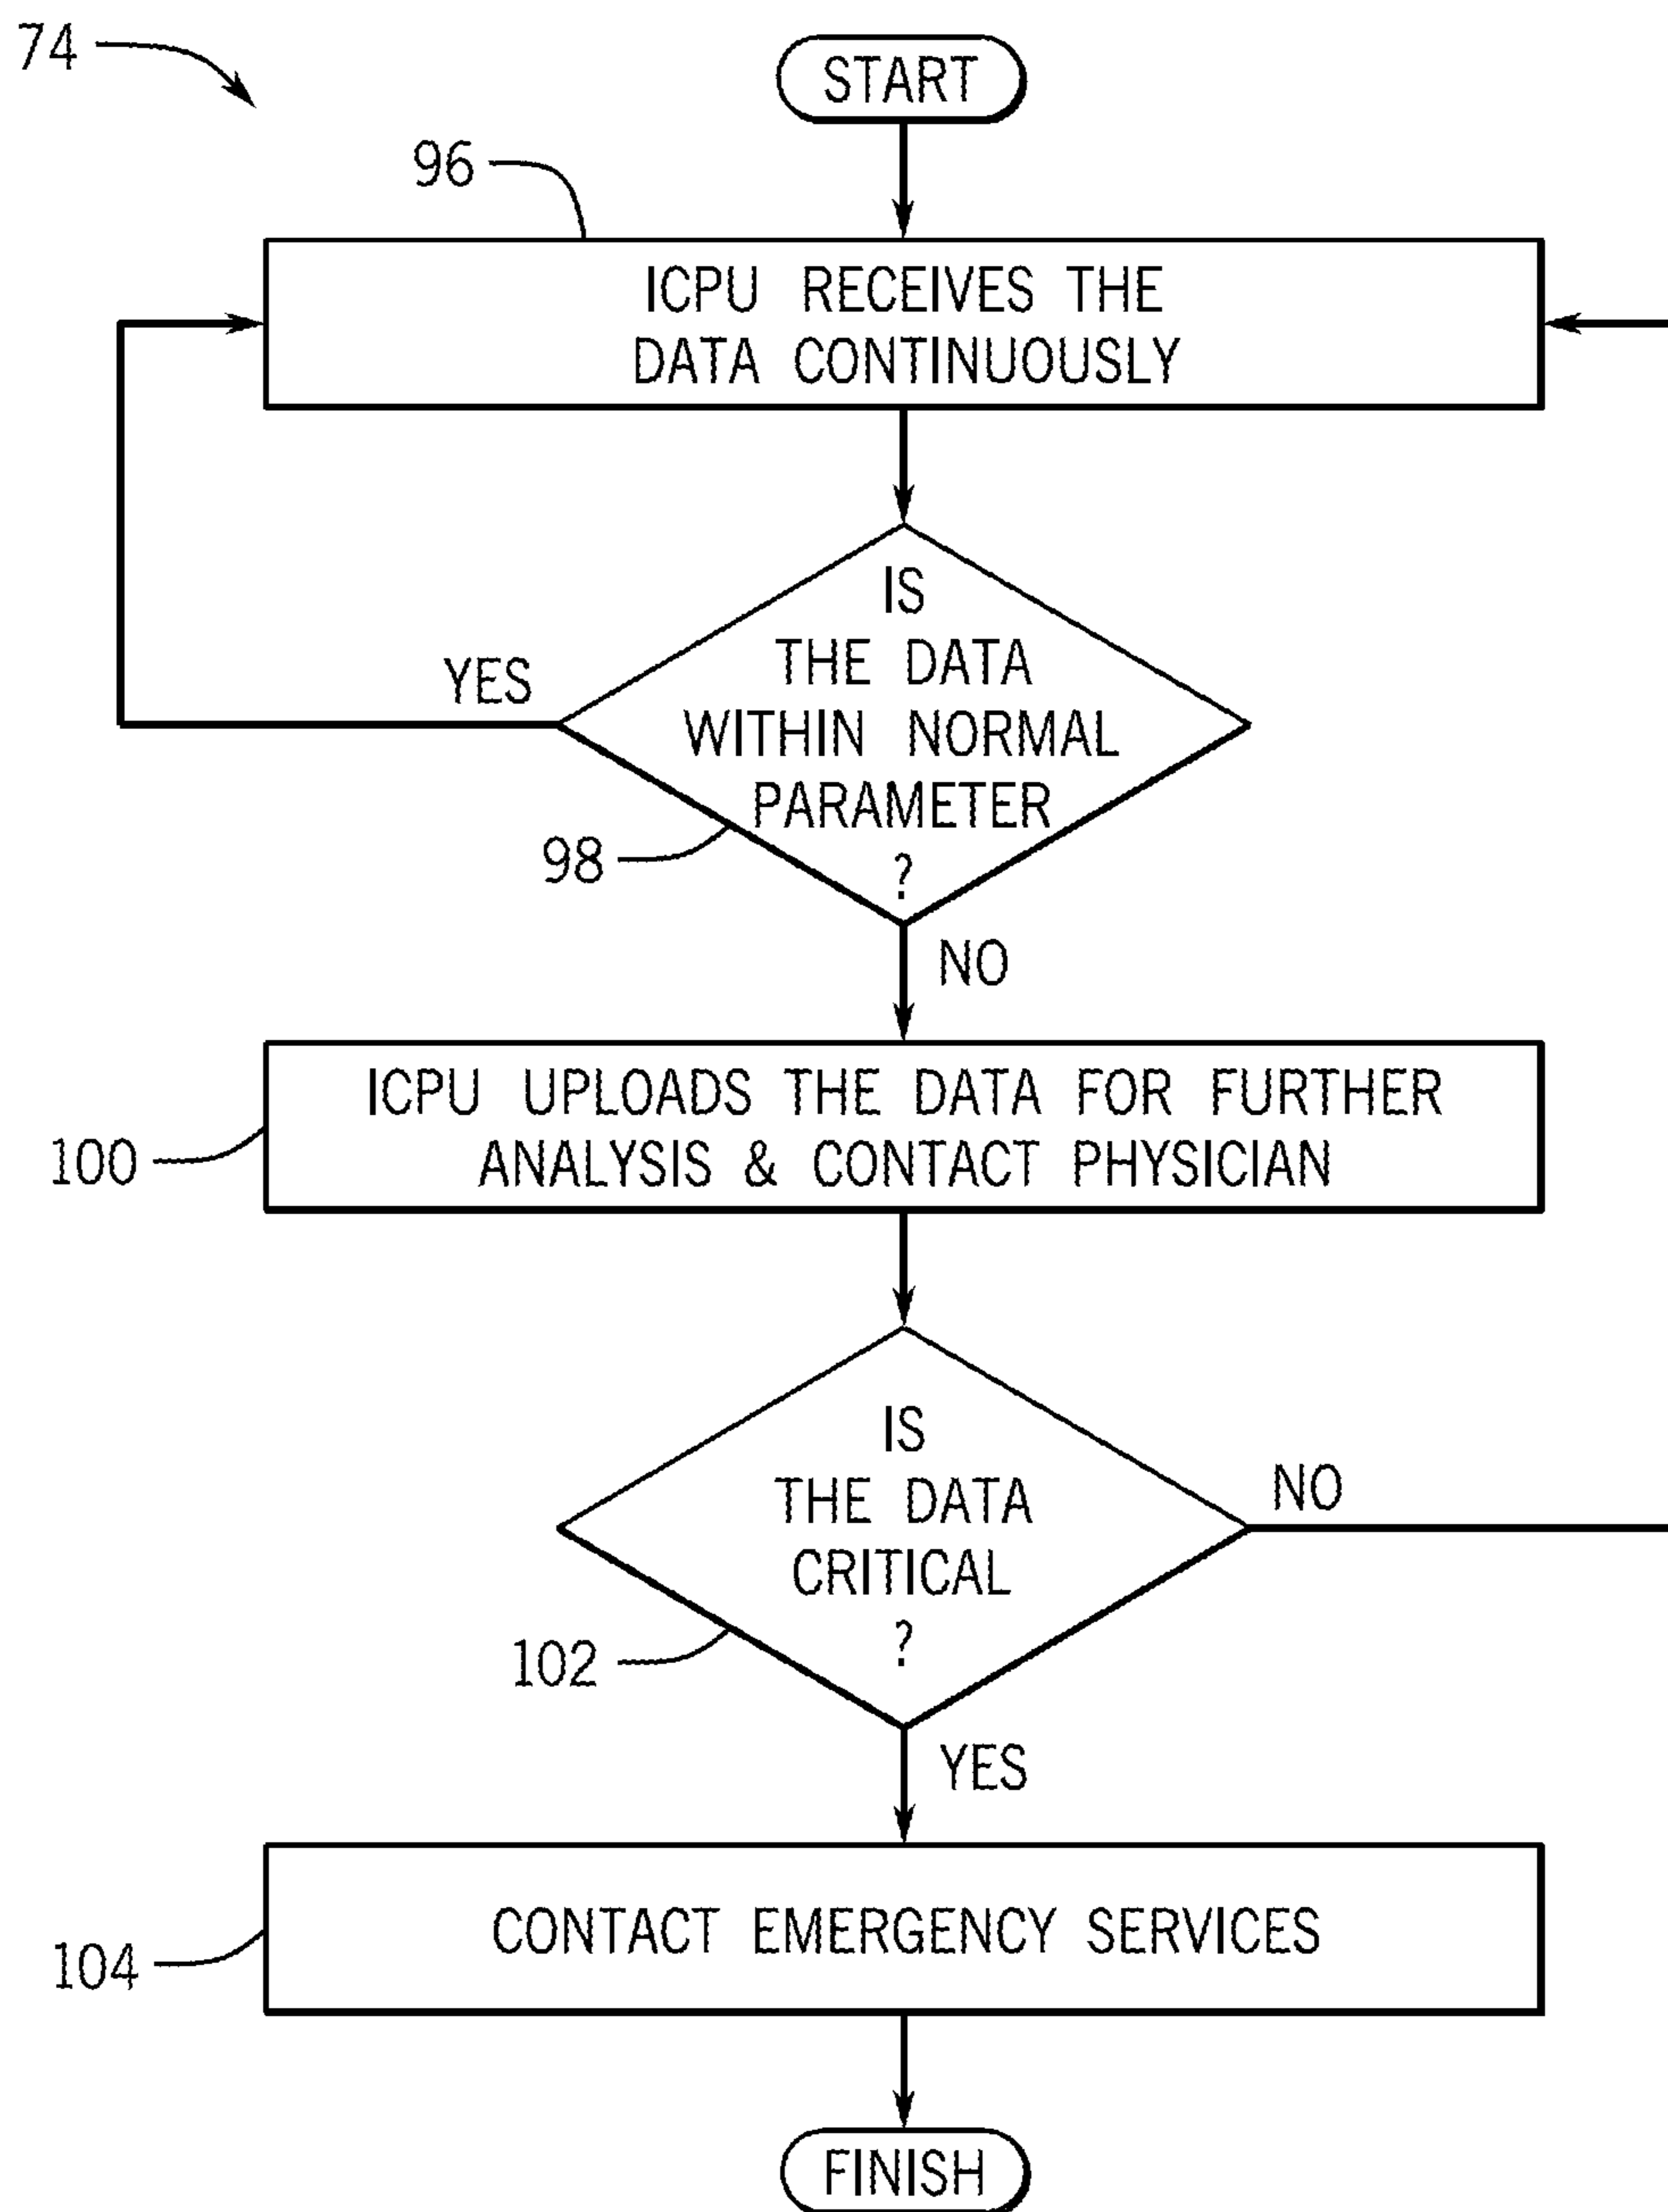 74
START
96
ICPU RECEIVES THE
DATA CONTINUOUSLY
IS
THE DATA
WITHIN NORMAL
PARAMETER
?
YES
98
NO
ICPU UPLOADS THE DATA FOR FURTHER
ANALYSIS & CONTACT PHYSICIAN
100
IS
THE DATA
CRITICAL
?
NO
102
YES
CONTACT EMERGENCY SERVICES
104
FINISH